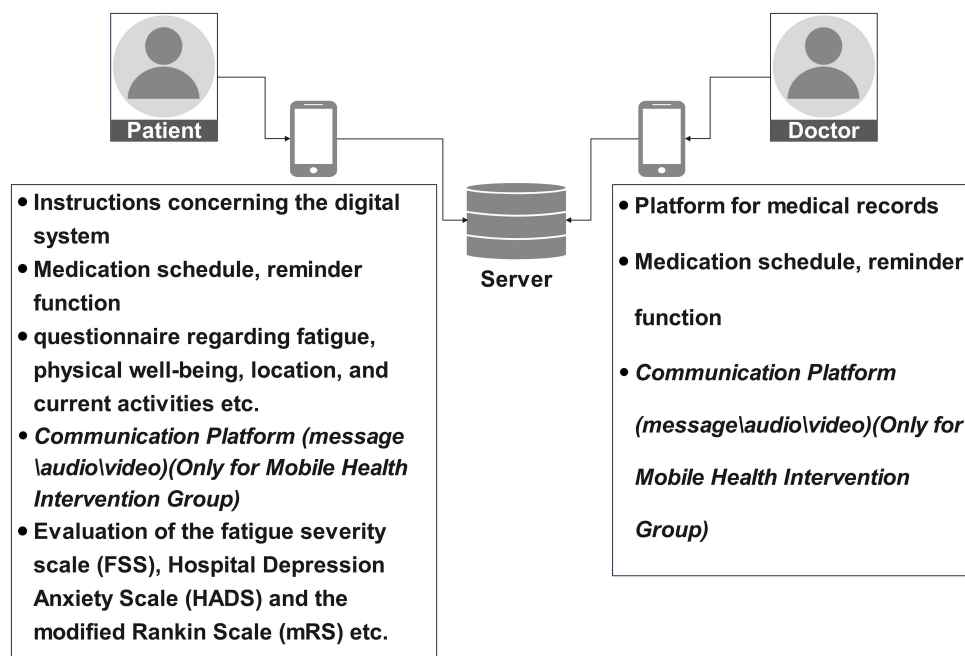 Patient
Doctor
• Instructions concerning the digital
system
• Medication schedule, reminder
function
• questionnaire regarding fatigue,
physical well-being, location, and
current activities etc.
• Communication Platform (message
\audio\video)(Only for Mobile Health
Intervention Group)
• Evaluation of the fatigue severity
scale (FSS), Hospital Depression
Anxiety Scale (HADS) and the
modified Rankin Scale (mRS) etc.
Server
• Platform for medical records
• Medication schedule, reminder
function
• Communication Platform
(message\audio\video)(Only for
Mobile Health Intervention
Group)